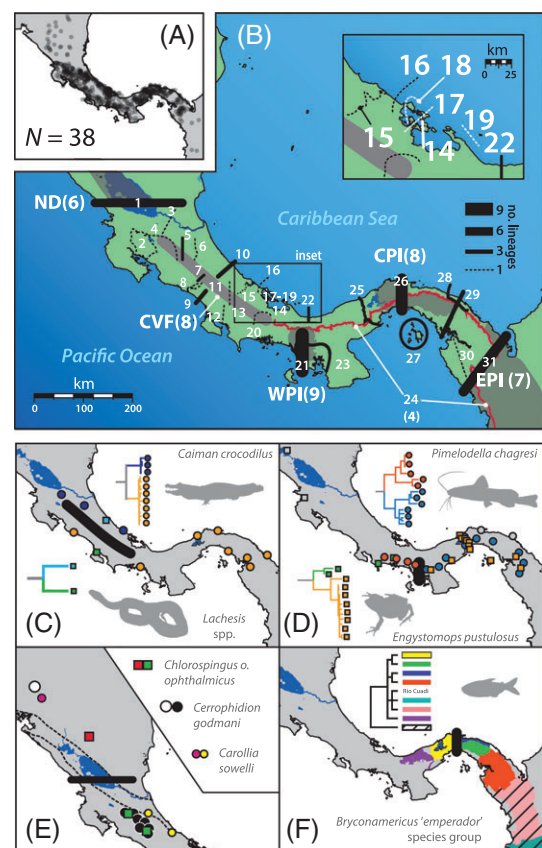 (A)
N = 38
(B)
km
0 25
16
18
17
15
14
19
22
ND(6)
1
3
2
4
5
6
Caribbean Sea
9
6
3
1
no. lineages
10
inset
CPI(8)
7
16
8
11
15
17-19
22
25
26
28
29
9
12
13
14
CVF(8)
20
27
30
31
Pacific Ocean
21
23
EPI (7)
WPI(9)
24
(4)
km
0 100 200
Caiman crocodilus
Pimelodella chagresi
(C)
Lachesis
spp.
(D)
Engystomps pustulosus
Chlorospingus o.
ophthalmicus
Cerrophidion
godmani
Carollia
sowelli
(E)
Rio Cuadi
Bryconamericus 'emperador'
species group
(F)